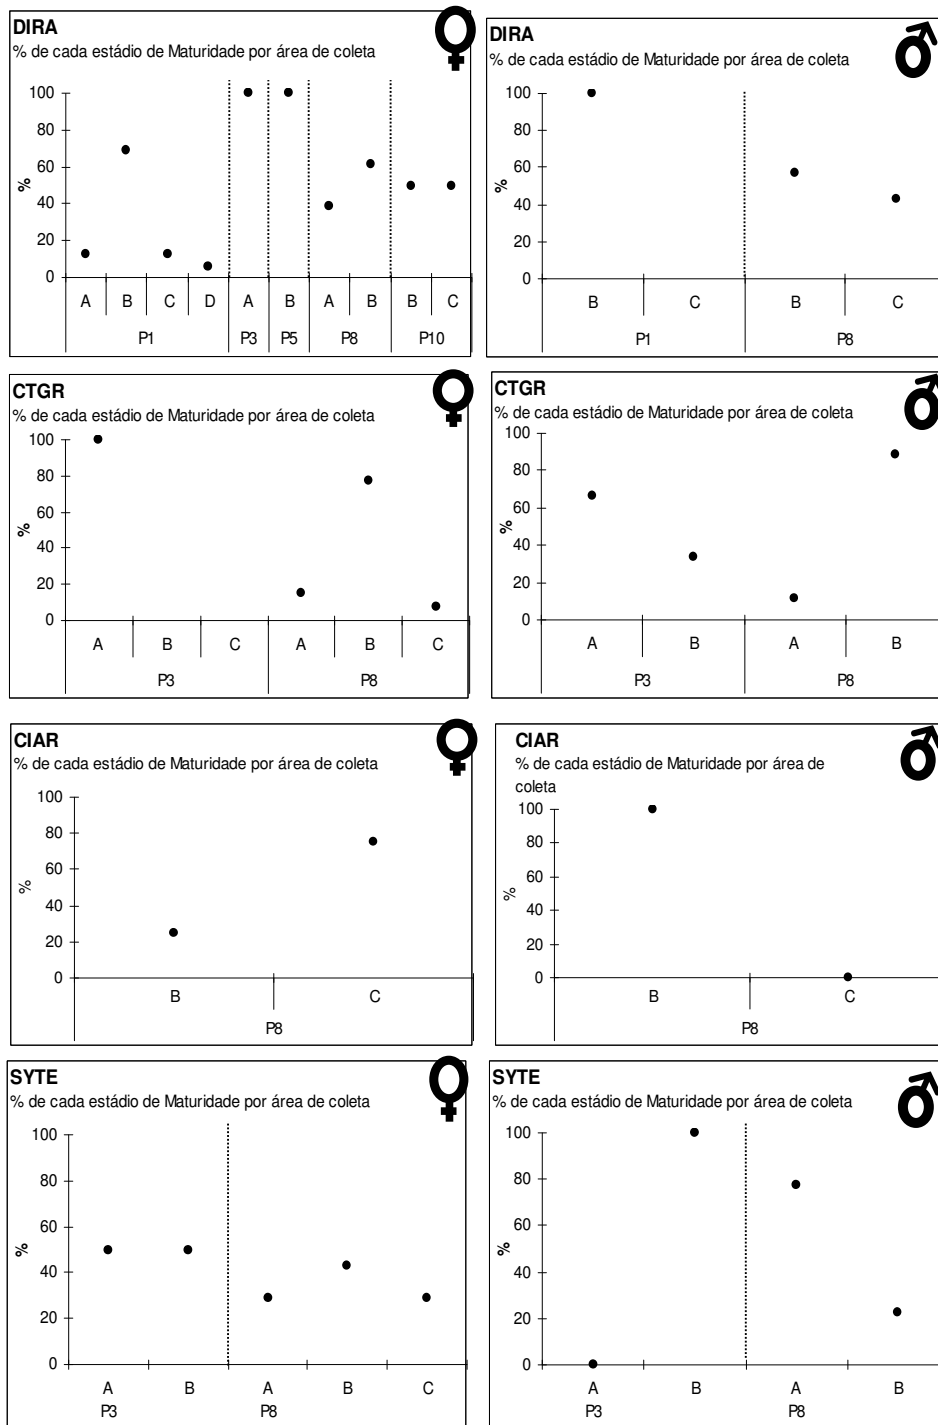 DIRA
% de cada estádio de Maturidade por área de coleta
100
80
60
40
20
0
%
A B C D A B A B B C
P1 P3 P5 P8 P10
DIRA
% de cada estádio de Maturidade por área de coleta
100
80
60
40
20
0
%
B C B C
P1 P8
CTGR
% de cada estádio de Maturidade por área de coleta
100
80
60
40
20
0
%
A B C A B C
P3 P8
CTGR
% de cada estádio de Maturidade por área de coleta
100
80
60
40
20
0
%
A B A B
P3 P8
CIAR
% de cada estádio de Maturidade por área de coleta
100
80
60
40
20
0
%
B C
P8
CIAR
% de cada estádio de Maturidade por área de
coleta
100
80
60
40
20
0
%
B C
P8
SYTE
% de cada estádio de Maturidade por área de coleta
100
80
60
40
20
0
%
A B A B C
P3 P8
SYTE
% de cada estádio de Maturidade por área de coleta
100
80
60
40
20
0
%
A B A B
P3 P8